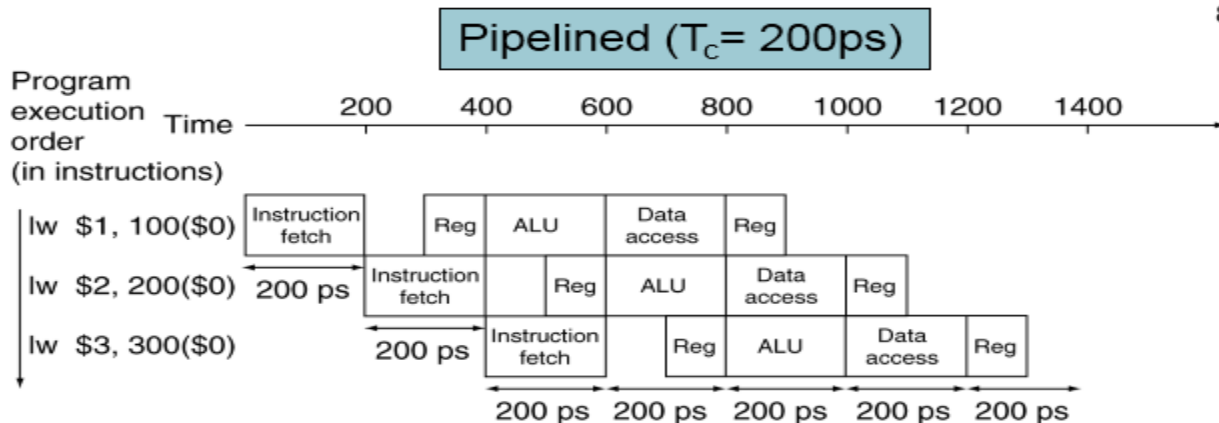 Pipelined (Tc= 200ps)
Program
execution
order
(in instructions)
Time
200 400 600 800 1000 1200 1400
lw $1, 100($0)
Instruction
fetch
Reg
ALU
Data
access
Reg
200 ps
lw $2, 200($0)
Instruction
fetch
Reg
ALU
Data
access
Reg
200 ps
lw $3, 300($0)
Instruction
fetch
Reg
ALU
Data
access
Reg
200 ps 200 ps 200 ps 200 ps 200 ps